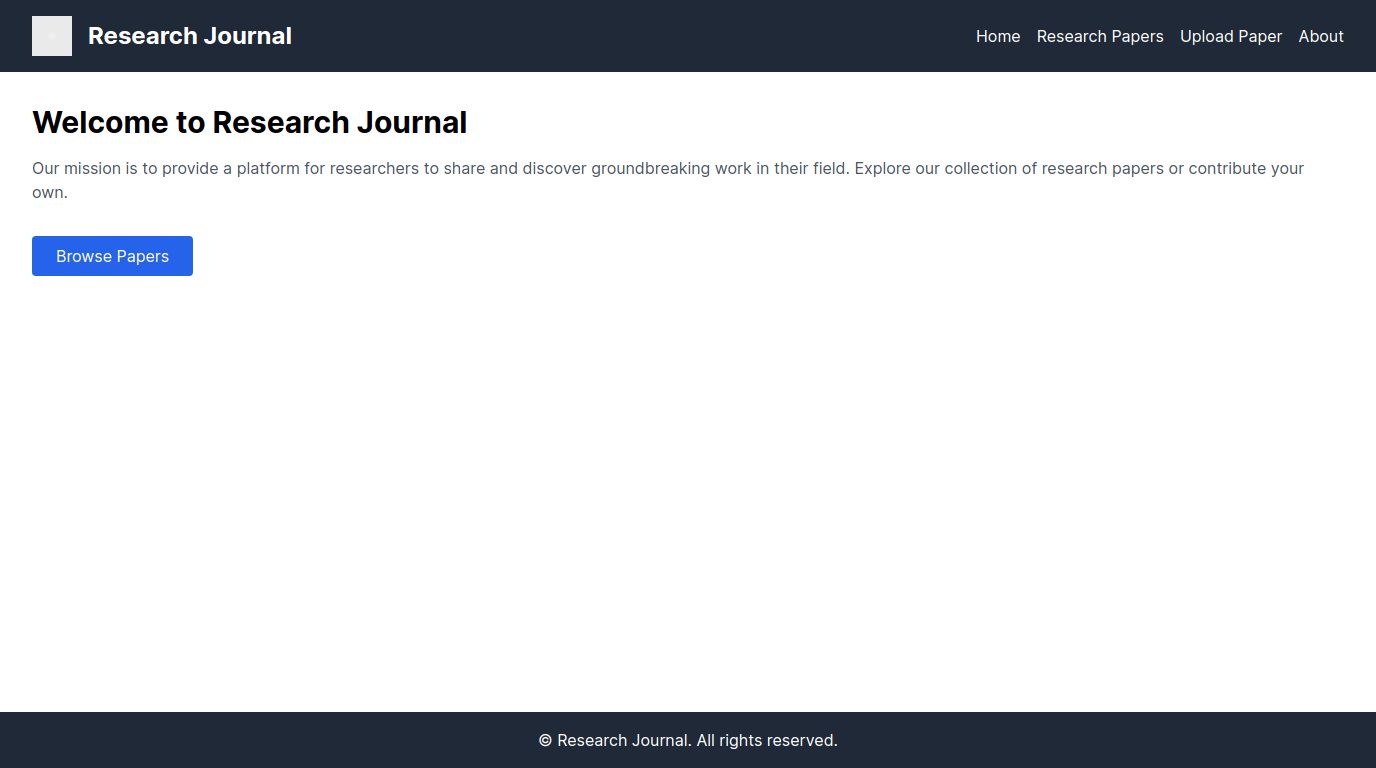 Research Journal
Home Research Papers Upload Paper About
Welcome to Research Journal
Our mission is to provide a platform for researchers to share and discover groundbreaking work in their field. Explore our collection of research papers or contribute your
own.
Browse Papers
© Research Journal. All rights reserved.